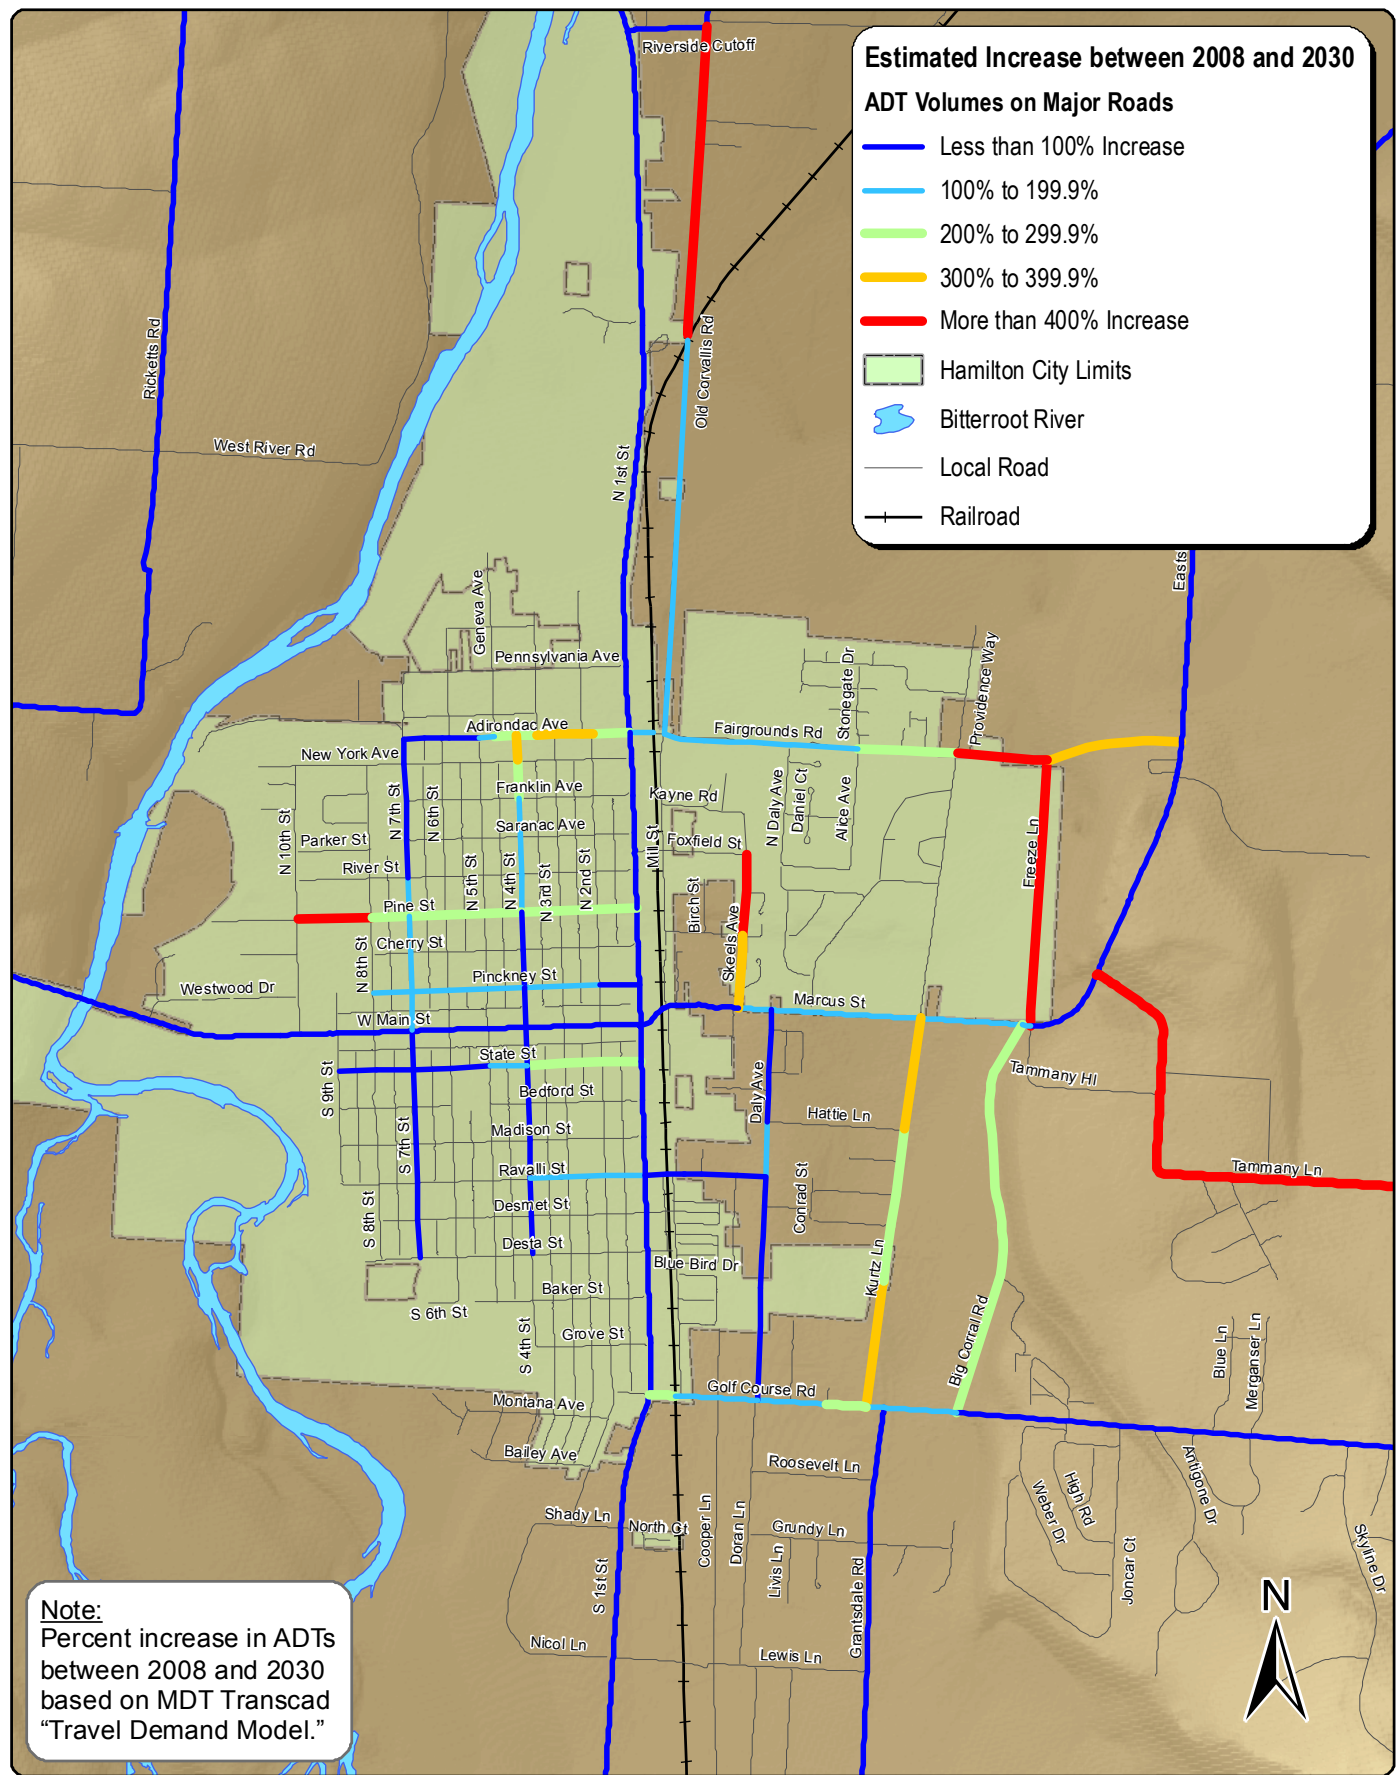 Riverside Cutoff
Estimated Increase between 2008 and 2030
ADT Volumes on Major Roads
Less than 100% Increase
100% to 199.9%
200% to 299.9%
300% to 399.9%
More than 400% Increase
Hamilton City Limits
Bitterroot River
Local Road
Railroad
Ricketts Rd
Old Corvallis Rd
West River Rd
N 1st St
Easts
Geneva Ave
Pennsylvania Ave
Stonegate Dr
Providence Way
Adirondac Ave
Fairgrounds Rd
New York Ave
Franklin Ave
Kayne Rd
N Daly Ave
Daniel Ct
Alice Ave
N 7th St
N 6th St
Saranac Ave
Mill St
Foxfield St
Freeze Ln
N 10th St
Parker St
River St
N 5th St
N 4th St
N 3rd St
N 2nd St
Birch St
Pine St
Skeels Ave
Cherry St
N 8th St
Pinckney St
Westwood Dr
Marcus St
W Main St
State St
S 9th St
Bedford St
Tammany Hl
Daly Ave
Hattie Ln
Madison St
S 7th St
Ravalli St
Tammany Ln
Conrad St
Desmet St
S 8th St
Desta St
Blue Bird Dr
Kurtz Ln
Baker St
S 6th St
Grove St
S 4th St
Big Corral Rd
Blue Ln
Merganser Ln
Golf Course Rd
Montana Ave
Bailey Ave
Roosevelt Ln
Antigone Dr
High Rd
Weber Dr
Shady Ln
North Ct
Cooper Ln
Doran Ln
Grundy Ln
Livis Ln
Joncar Ct
Skyline Dr
S 1st St
Grantsdale Rd
Nicol Ln
Lewis Ln
N
Note:
Percent increase in ADTs
between 2008 and 2030
based on MDT Transcad
“Travel Demand Model.”